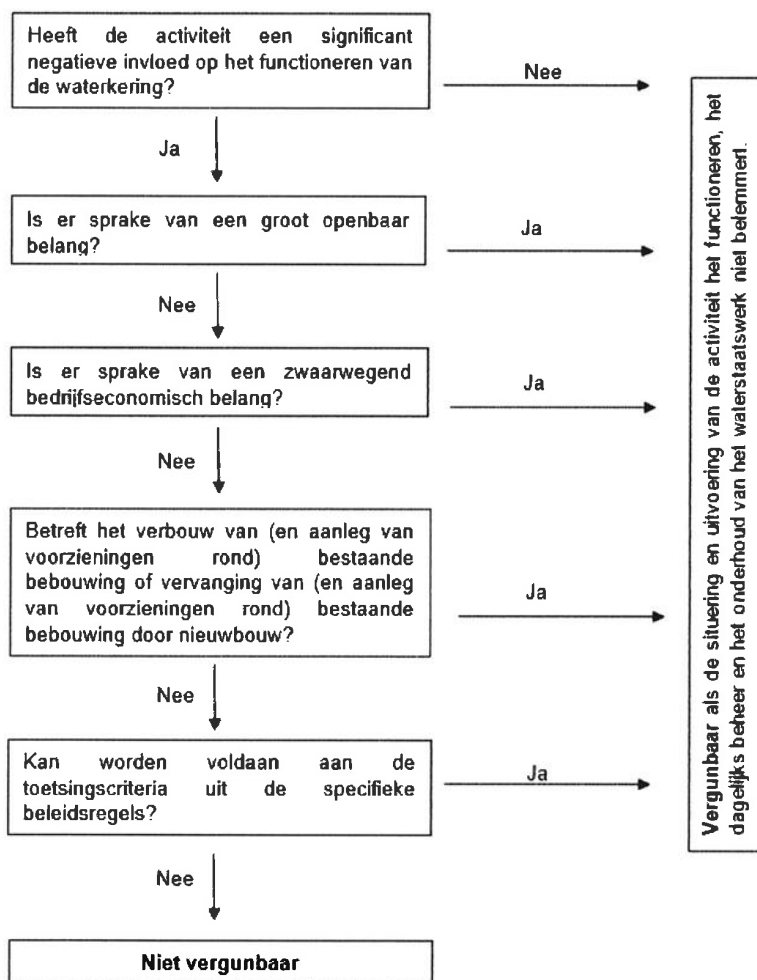 Heeft de activiteit een significant
negatieve invloed op het functioneren van
de waterkering?
Nee
Ja
Is er sprake van een groot openbaar
belang?
Ja
Nee
Is er sprake van een zwaarwegend
bedrijfseconomisch belang?
Ja
Nee
Betreft het verbouw van (en aanleg van
voorzieningen rond) bestaande
bebouwing of vervanging van (en aanleg
van voorzieningen rond) bestaande
bebouwing door nieuwbouw?
Ja
Nee
Kan worden voldaan aan de
toetsingscriteria uit de specifieke
beleidsregels?
Ja
Nee
Niet vergunbaar
Vergunbaar als de situering en uitvoering van de activiteit het functioneren, het
dagelijks beheer en het onderhoud van het waterstaatswerk niet belemmert.